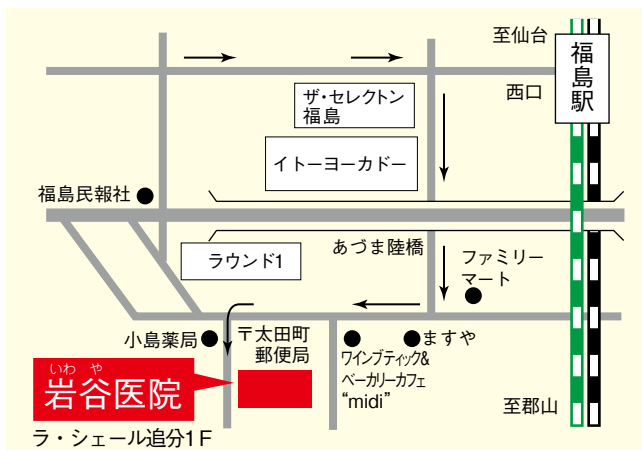 至仙台
福島駅
西口
ザ・セレクトン
福島
イトーヨーカドー
福島民報社
あづま陸橋
ラウンド1
ファミリー
マート
小島薬局
〒太田町
郵便局
ますや
ワインブティック&
ベーカリーカフェ
“midi”
いわ や
岩谷医院
ラ・シェール追分1F
至郡山